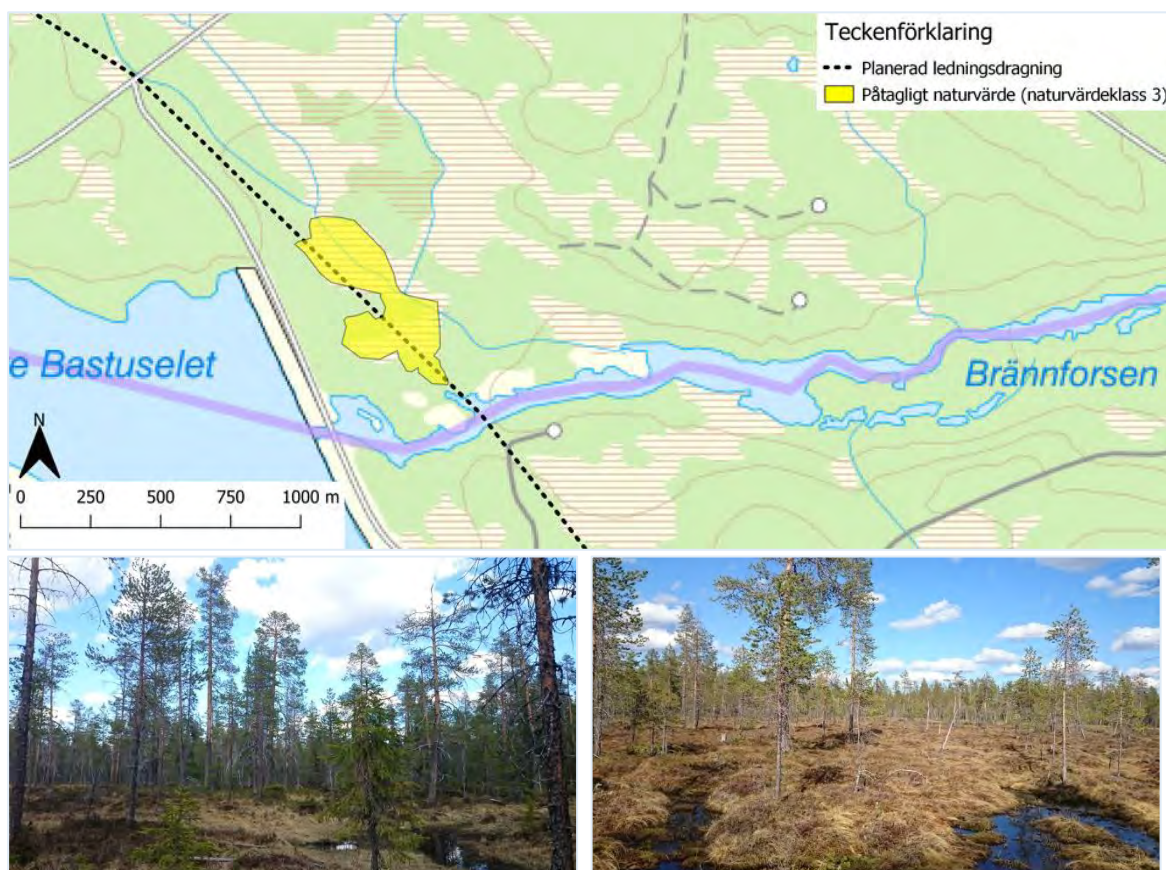 Teckenförklaring
Planerad ledningsdragning
Påtagligt naturvärde (naturvärdeklass 3)
e Bastuselet
Brännforsen
N
0 250 500 750 1000 m